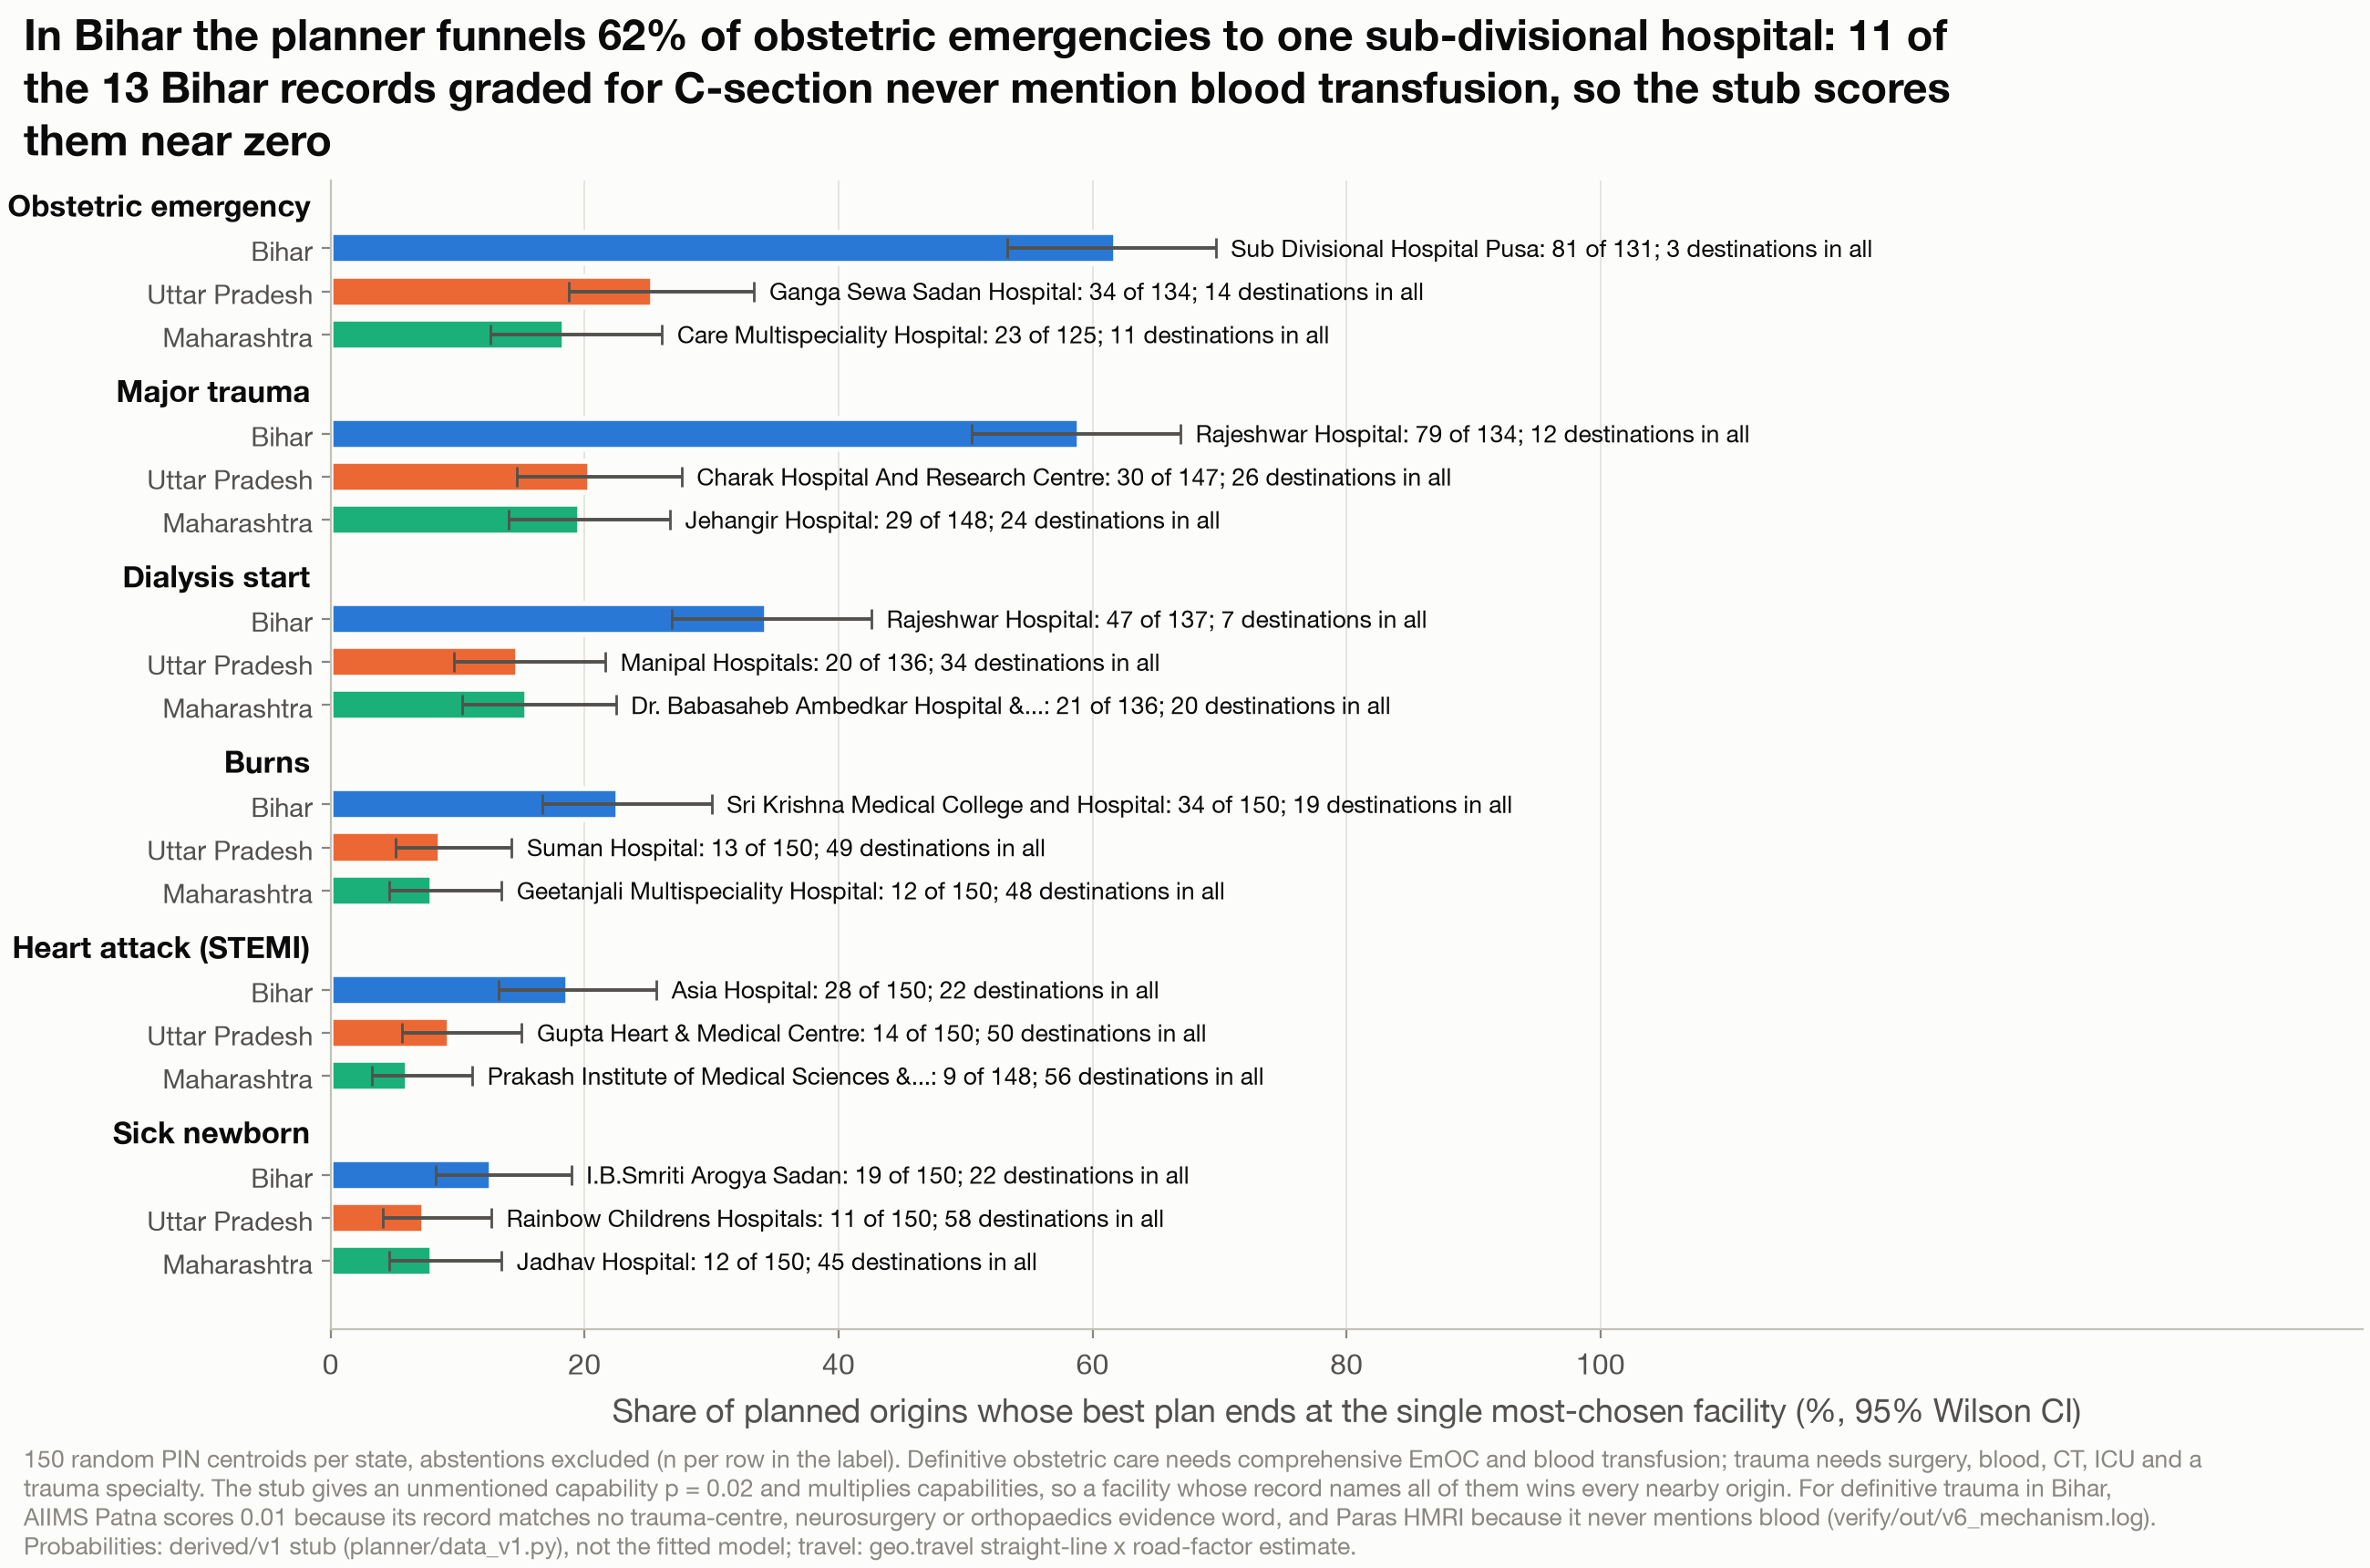 In Bihar the planner funnels 62% of obstetric emergencies to one sub-divisional hospital: 11 of
the 13 Bihar records graded for C-section never mention blood transfusion, so the stub scores
them near zero
Obstetric emergency
Bihar
Sub Divisional Hospital Pusa: 81 of 131; 3 destinations in all
Uttar Pradesh
Ganga Sewa Sadan Hospital: 34 of 134; 14 destinations in all
Maharashtra
Care Multispeciality Hospital: 23 of 125; 11 destinations in all
Major trauma
Bihar
Rajeshwar Hospital: 79 of 134; 12 destinations in all
Uttar Pradesh
Charak Hospital And Research Centre: 30 of 147; 26 destinations in all
Maharashtra
Jehangir Hospital: 29 of 148; 24 destinations in all
Dialysis start
Bihar
Rajeshwar Hospital: 47 of 137; 7 destinations in all
Uttar Pradesh
Manipal Hospitals: 20 of 136; 34 destinations in all
Maharashtra
Dr. Babasaheb Ambedkar Hospital &...: 21 of 136; 20 destinations in all
Burns
Bihar
Sri Krishna Medical College and Hospital: 34 of 150; 19 destinations in all
Uttar Pradesh
Suman Hospital: 13 of 150; 49 destinations in all
Maharashtra
Geetanjali Multispeciality Hospital: 12 of 150; 48 destinations in all
Heart attack (STEMI)
Bihar
Asia Hospital: 28 of 150; 22 destinations in all
Uttar Pradesh
Gupta Heart & Medical Centre: 14 of 150; 50 destinations in all
Maharashtra
Prakash Institute of Medical Sciences &...: 9 of 148; 56 destinations in all
Sick newborn
Bihar
I.B.Smriti Arogya Sadan: 19 of 150; 22 destinations in all
Uttar Pradesh
Rainbow Childrens Hospitals: 11 of 150; 58 destinations in all
Maharashtra
Jadhav Hospital: 12 of 150; 45 destinations in all
0 20 40 60 80 100
Share of planned origins whose best plan ends at the single most-chosen facility (%, 95% Wilson CI)
150 random PIN centroids per state, abstentions excluded (n per row in the label). Definitive obstetric care needs comprehensive EmOC and blood transfusion; trauma needs surgery, blood, CT, ICU and a
trauma specialty. The stub gives an unmentioned capability p = 0.02 and multiplies capabilities, so a facility whose record names all of them wins every nearby origin. For definitive trauma in Bihar,
AIIMS Patna scores 0.01 because its record matches no trauma-centre, neurosurgery or orthopaedics evidence word, and Paras HMRI because it never mentions blood (verify/out/v6_mechanism.log).
Probabilities: derived/v1 stub (planner/data_v1.py), not the fitted model; travel: geo.travel straight-line x road-factor estimate.